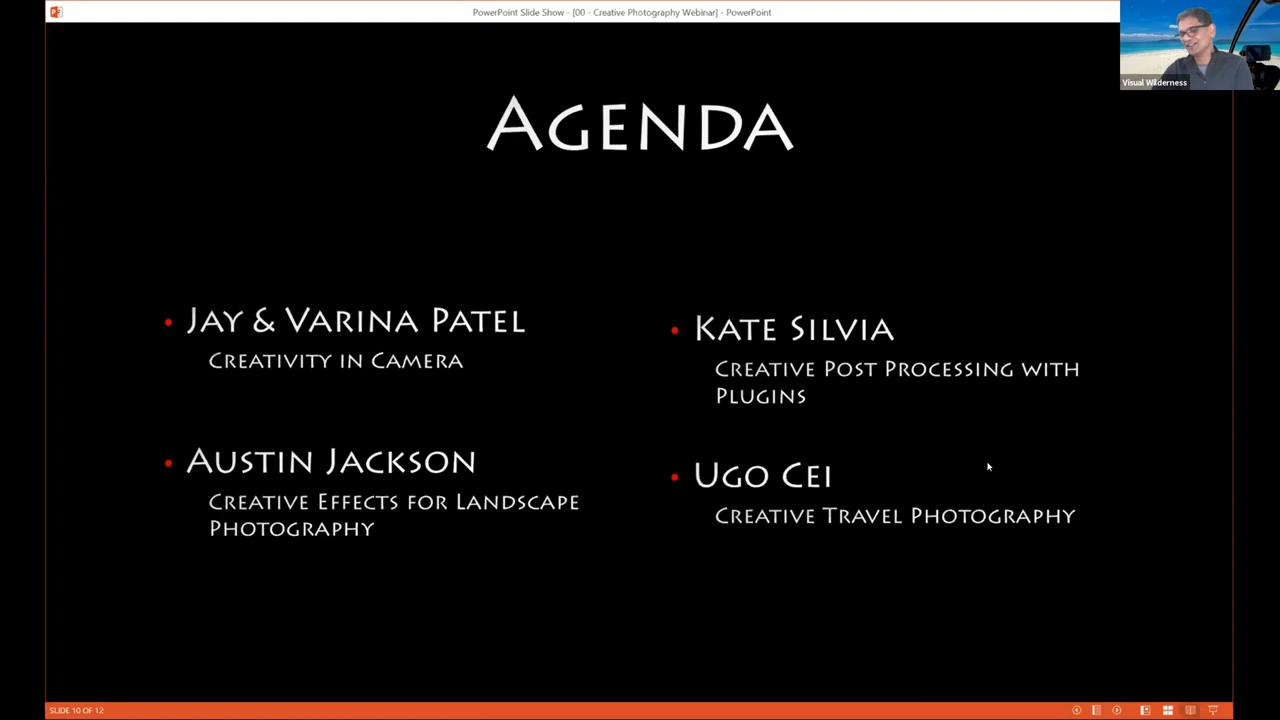 PowerPoint Slide Show - [00 - Creative Photography Webinar] - PowerPoint
Visual Wilderness
Agenda
Jay & Varina Patel
Creativity in Camera
Austin Jackson
Creative Effects for Landscape
Photography
Kate Silvia
Creative Post Processing with
Plugins
Ugo Cei
Creative Travel Photography
SLIDE 10 OF 12